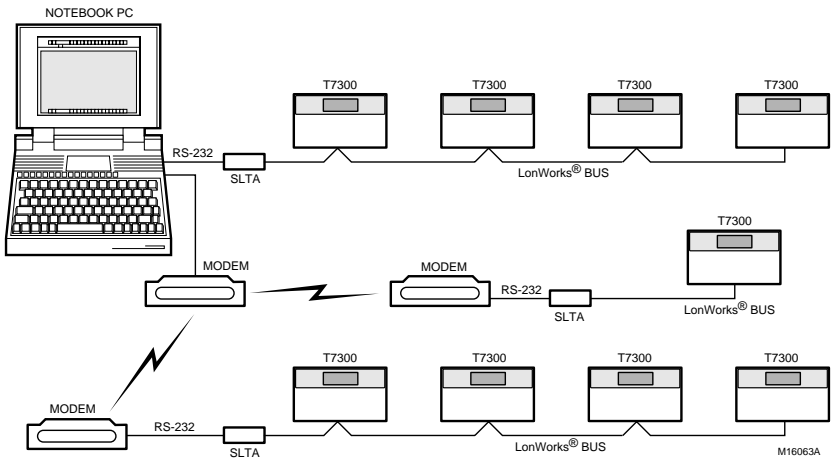 NOTEBOOK PC
T7300
T7300
T7300
T7300
RS-232
SLTA
LonWorks® BUS
T7300
MODEM
MODEM
RS-232
SLTA
LonWorks® BUS
T7300
T7300
T7300
T7300
MODEM
RS-232
SLTA
LonWorks® BUS
M16063A